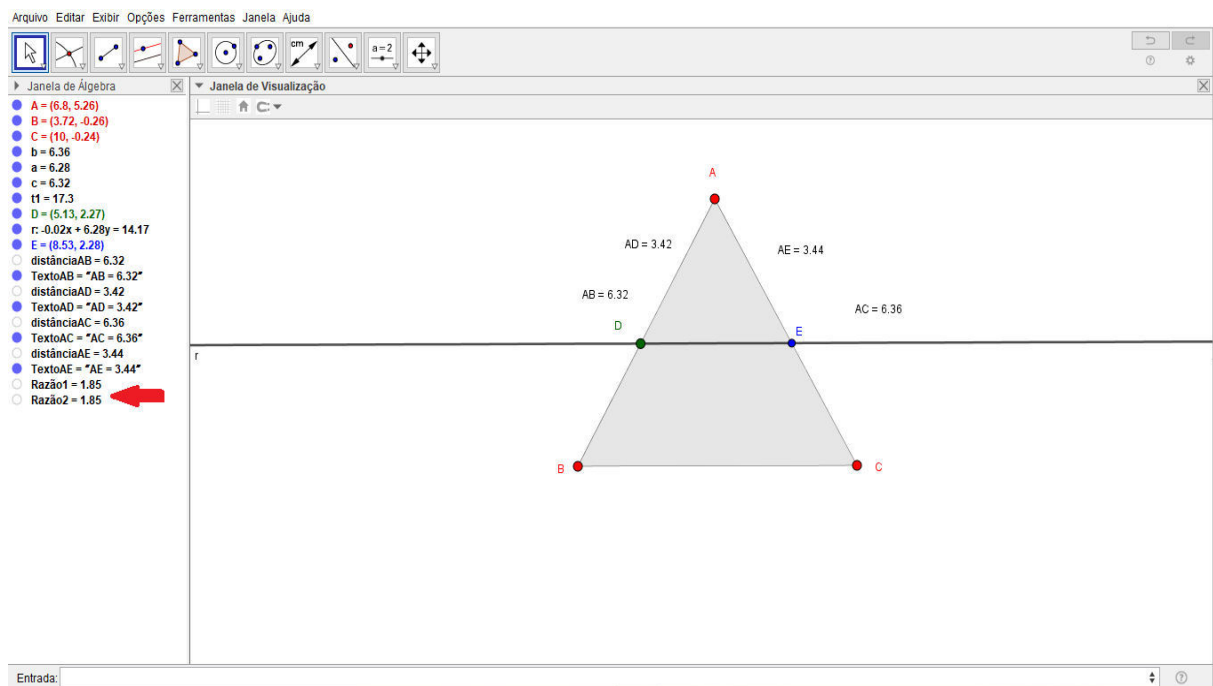 Arquivo Editar Exibir Opções Ferramentas Janela Ajuda
cm
a=2
Janela de Álgebra
Janela de Visualização
A = (6.8, 5.26)
B = (3.72, -0.26)
C = (10, -0.24)
b = 6.36
a = 6.28
c = 6.32
t1 = 17.3
D = (5.13, 2.27)
r: -0.02x + 6.28y = 14.17
E = (8.53, 2.28)
distânciaAB = 6.32
TextoAB = "AB = 6.32"
distânciaAD = 3.42
TextoAD = "AD = 3.42"
distânciaAC = 6.36
TextoAC = "AC = 6.36"
distânciaAE = 3.44
TextoAE = "AE = 3.44"
Razão1 = 1.85
Razão2 = 1.85
A
AD = 3.42
AE = 3.44
AB = 6.32
AC = 6.36
D
E
r
B
C
Entrada: